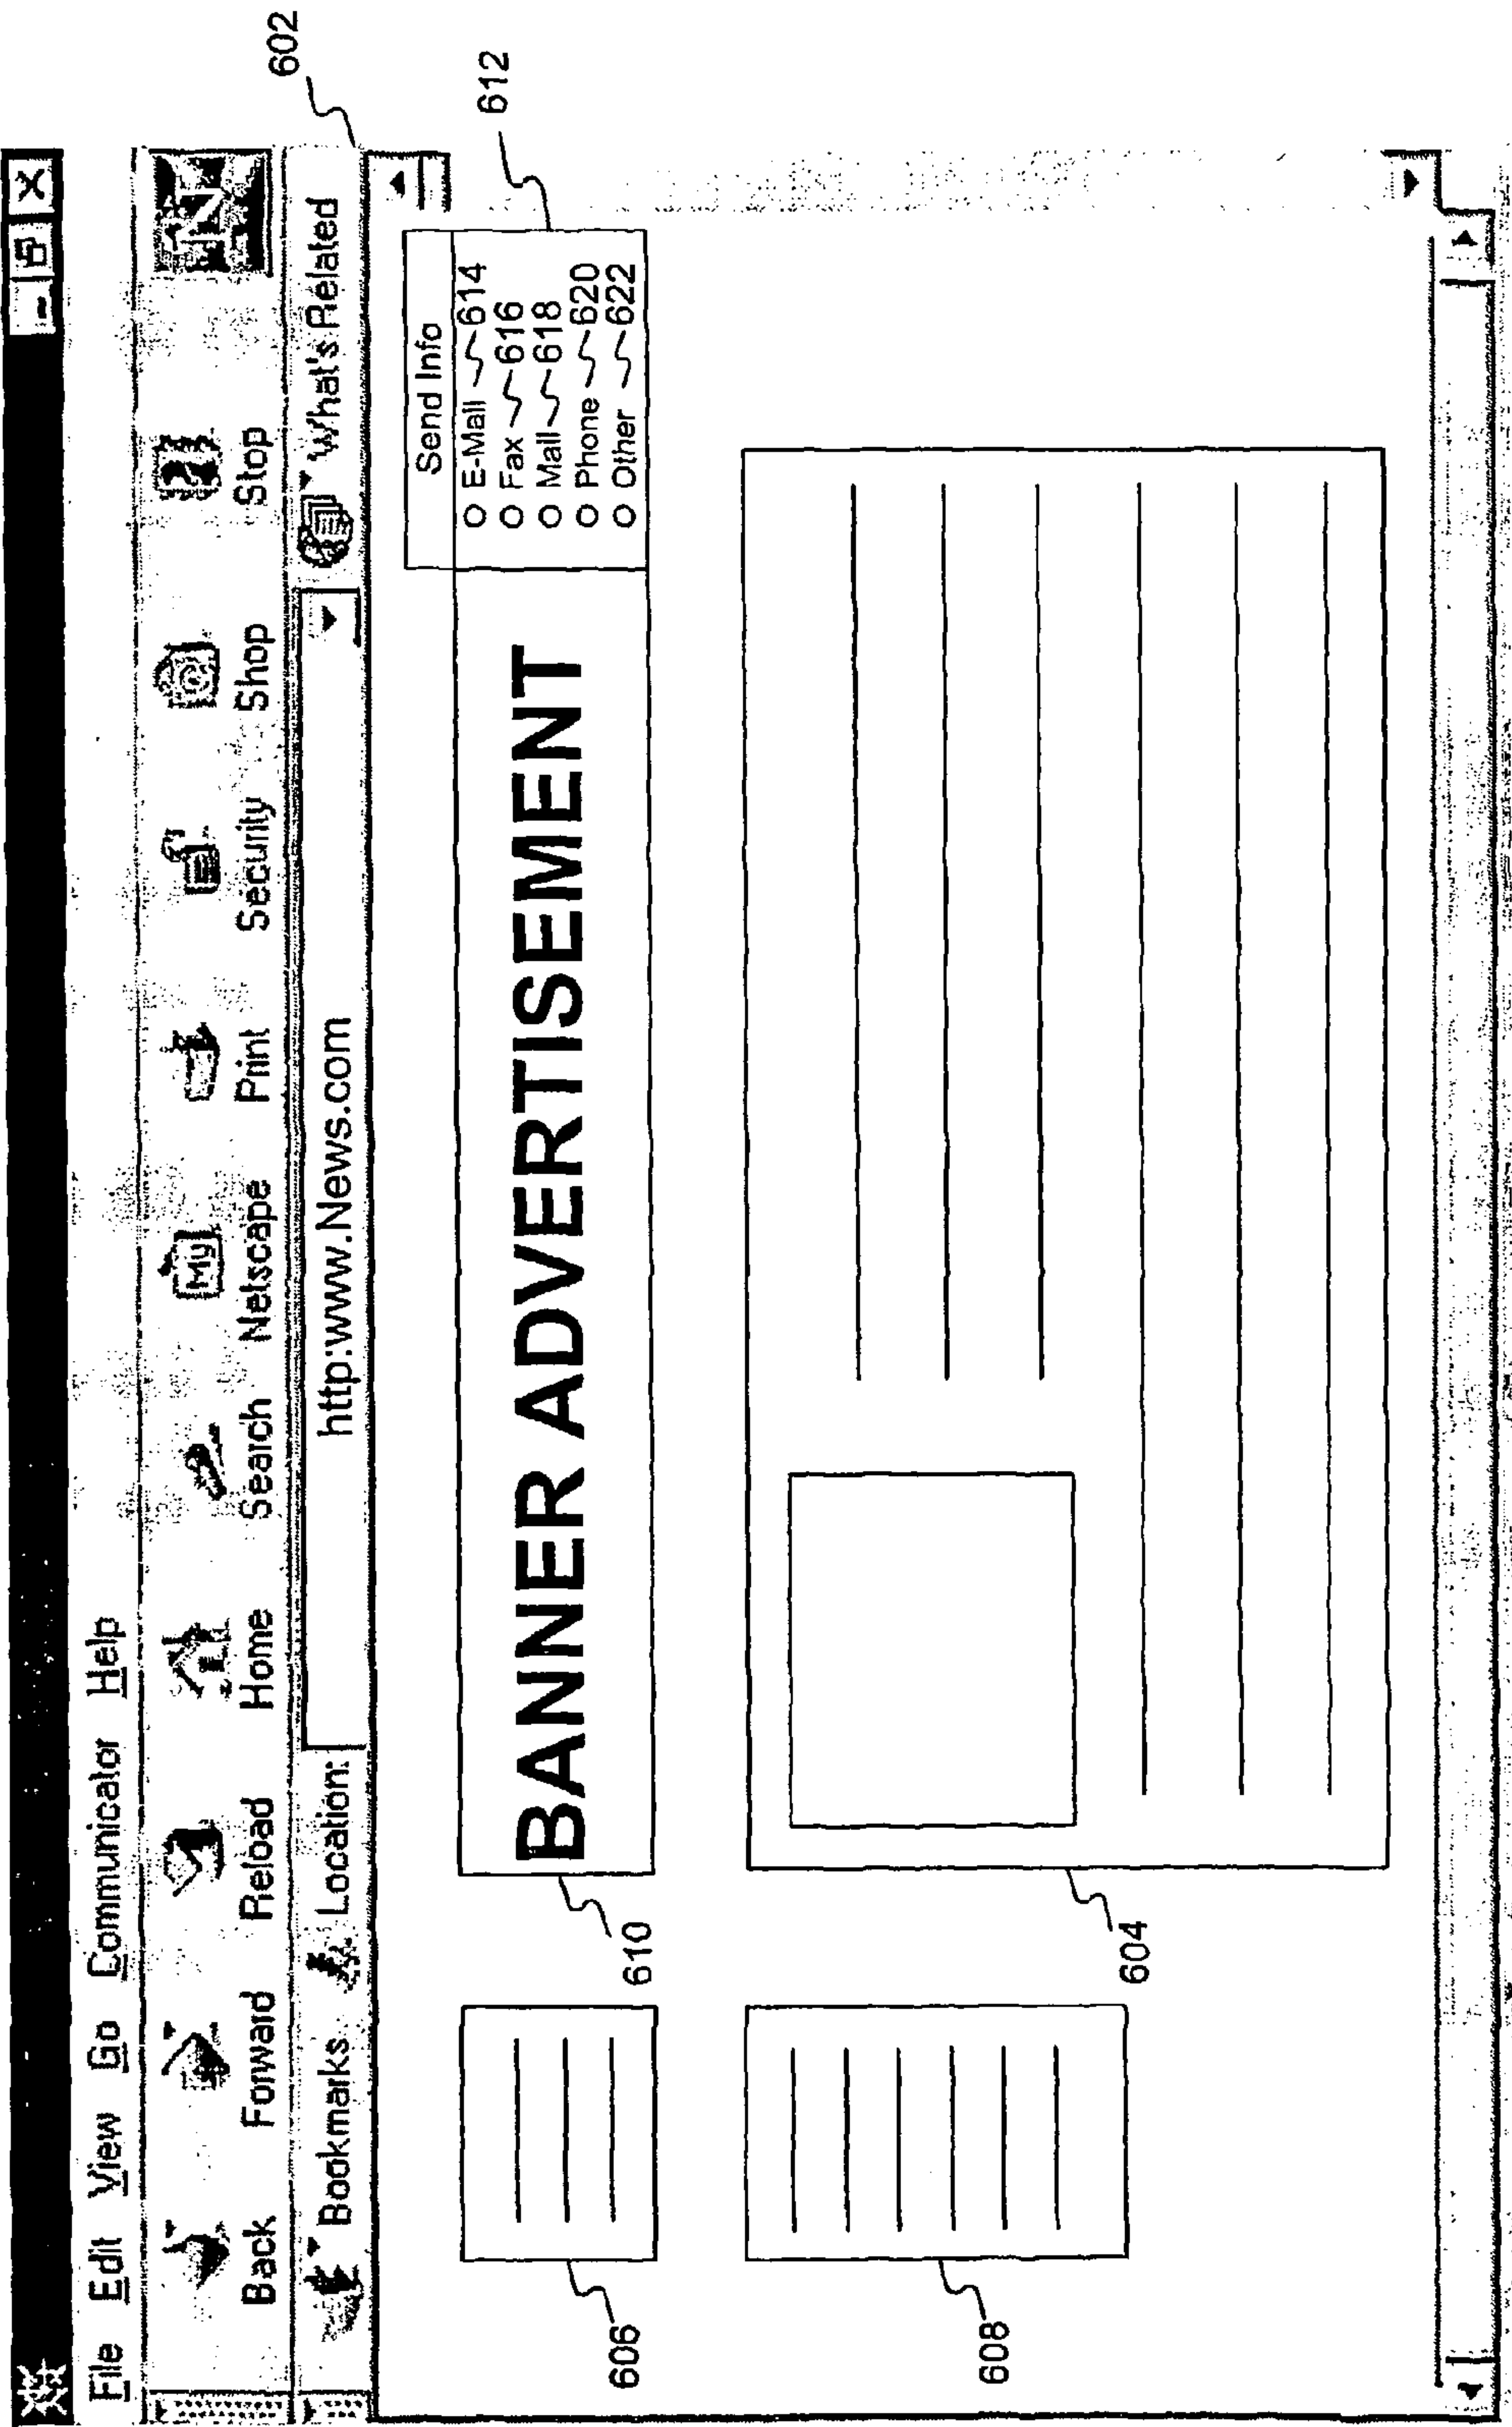 File Edit View Go Communicator Help
Back Forward Reload Home Search Netscape Print Security Shop Stop
My
N
Bookmarks Location: http:www.News.com What's Related
602
Send Info
612
BANNER ADVERTISEMENT
O E-Mail 614
O Fax 616
O Mail 618
O Phone 620
O Other 622
606
610
608
604